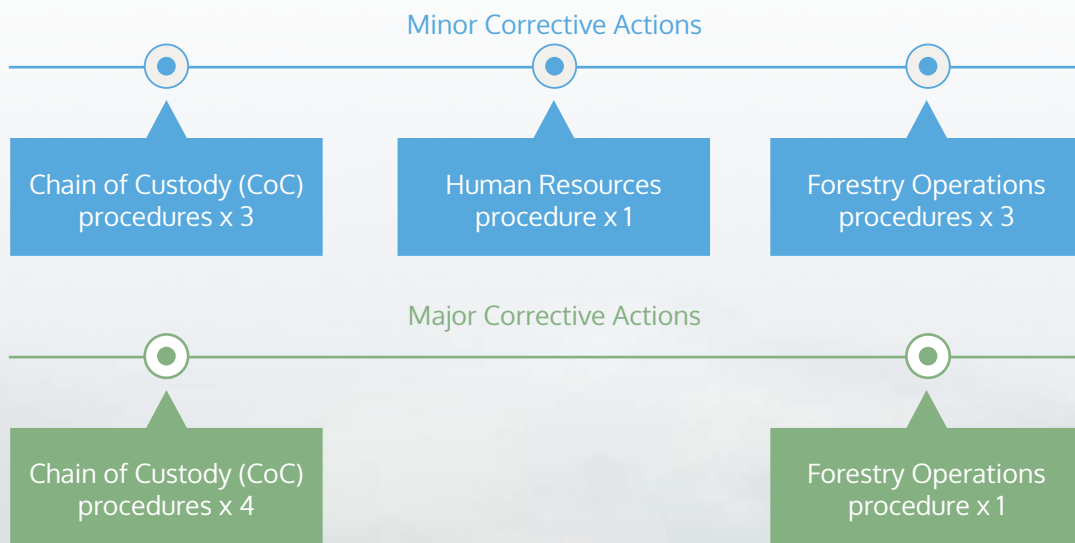 Minor Corrective Actions
Chain of Custody (CoC)
procedures x 3
Human Resources
procedure x 1
Forestry Operations
procedures x 3
Major Corrective Actions
Chain of Custody (CoC)
procedures x 4
Forestry Operations
procedure x 1